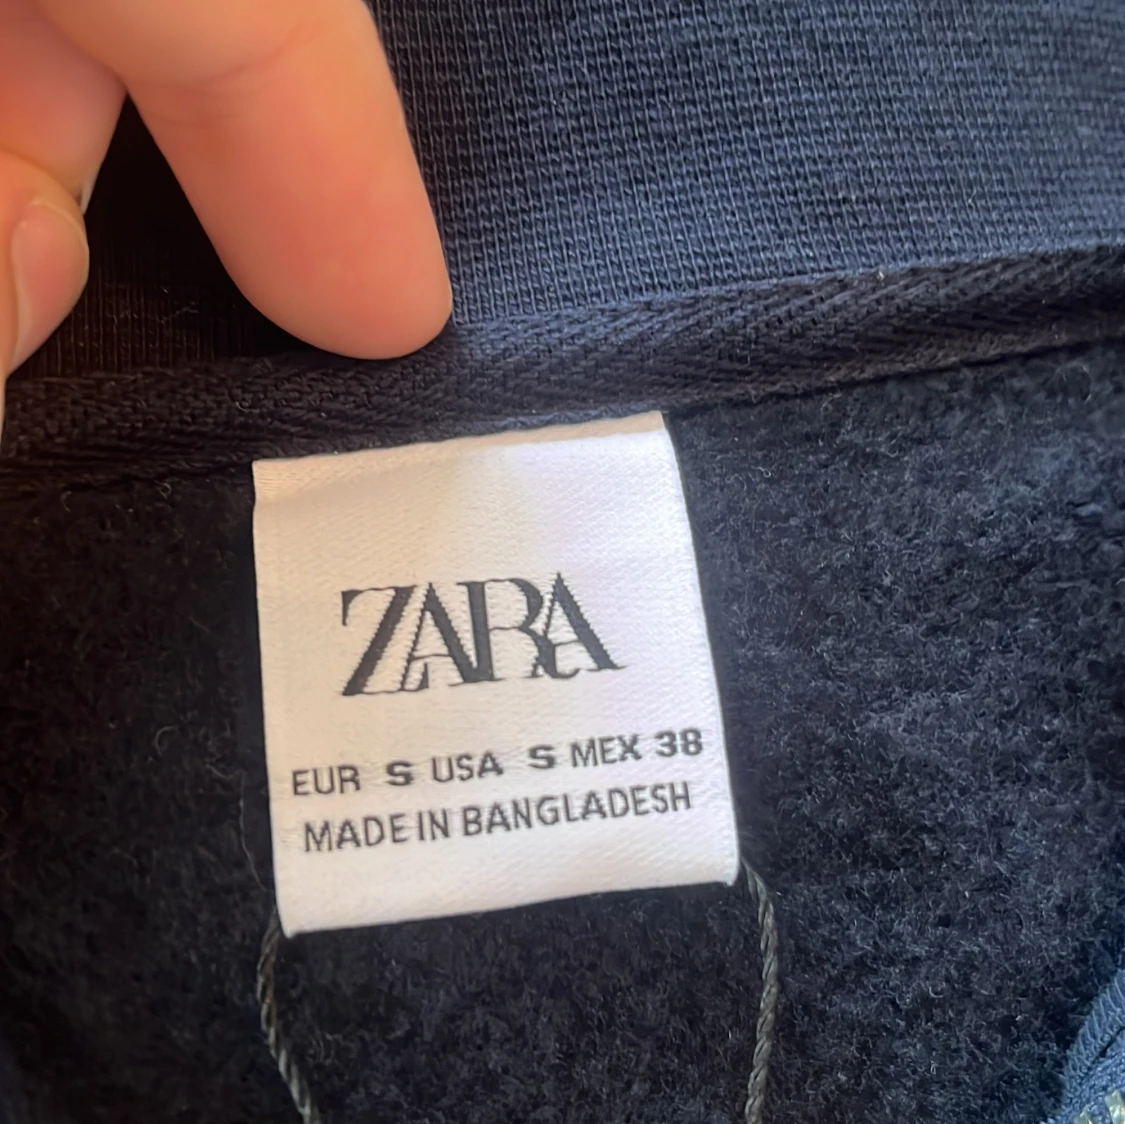 ZARA
EUR S USA S MEX 38
MADE IN BANGLADESH